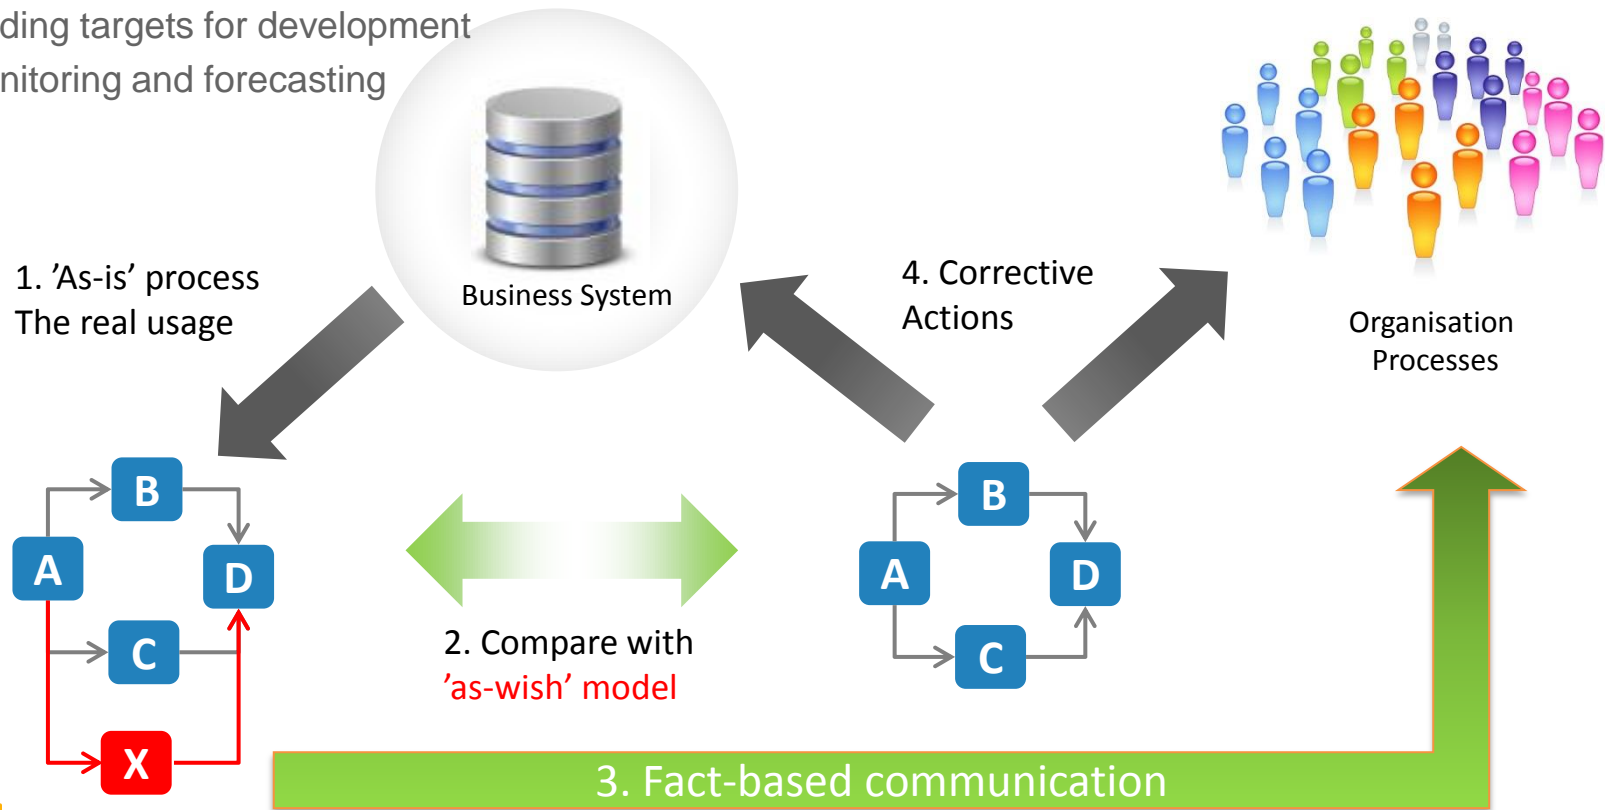 ding targets for development
nitoring and forecasting
1. ’As-is’ process
The real usage
Business System
4. Corrective
Actions
Organisation
Processes
B
A
D
C
X
2. Compare with
’as-wish’ model
B
A
D
C
3. Fact-based communication